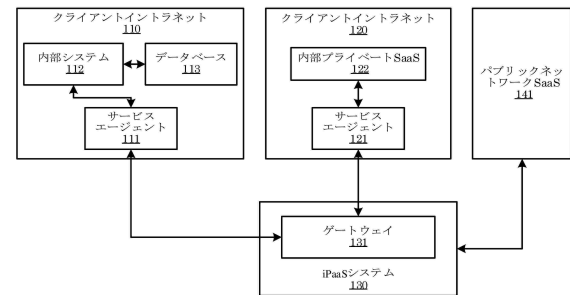 クライアントイントラネット
110
内部システム
112
データベース
113
サービス
エージェント
111
クライアントイントラネット
120
内部プライベートSaaS
122
サービス
エージェント
121
パブリックネッ
トワークSaaS
141
ゲートウェイ
131
iPaaSシステム
130